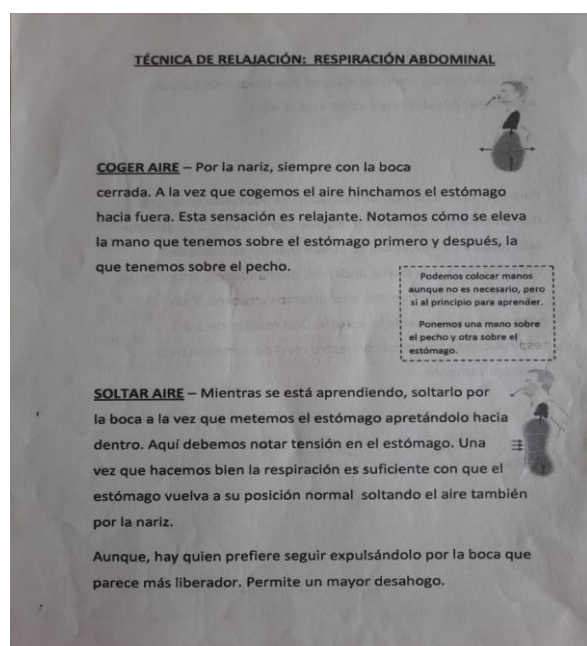 TÉCNICA DE RELAJACIÓN: RESPIRACIÓN ABDOMINAL
COGER AIRE – Por la nariz, siempre con la boca
cerrada. A la vez que cogemos el aire hinchamos el estómago
hacia fuera. Esta sensación es relajante. Notamos cómo se eleva
la mano que tenemos sobre el estómago primero y después, la
que tenemos sobre el pecho.
Podemos colocar manos
aunque no es necesario, pero
si al principio para aprender.
Ponemos una mano sobre
el pecho y otra sobre el
estómago.
SOLTAR AIRE – Mientras se está aprendiendo, soltarlo por
la boca a la vez que metemos el estómago apretándolo hacia
dentro. Aquí debemos notar tensión en el estómago. Una
vez que hacemos bien la respiración es suficiente con que el
estómago vuelva a su posición normal soltando el aire también
por la nariz.
Aunque, hay quien prefiere seguir expulsándolo por la boca que
parece más liberador. Permite un mayor desahogo.